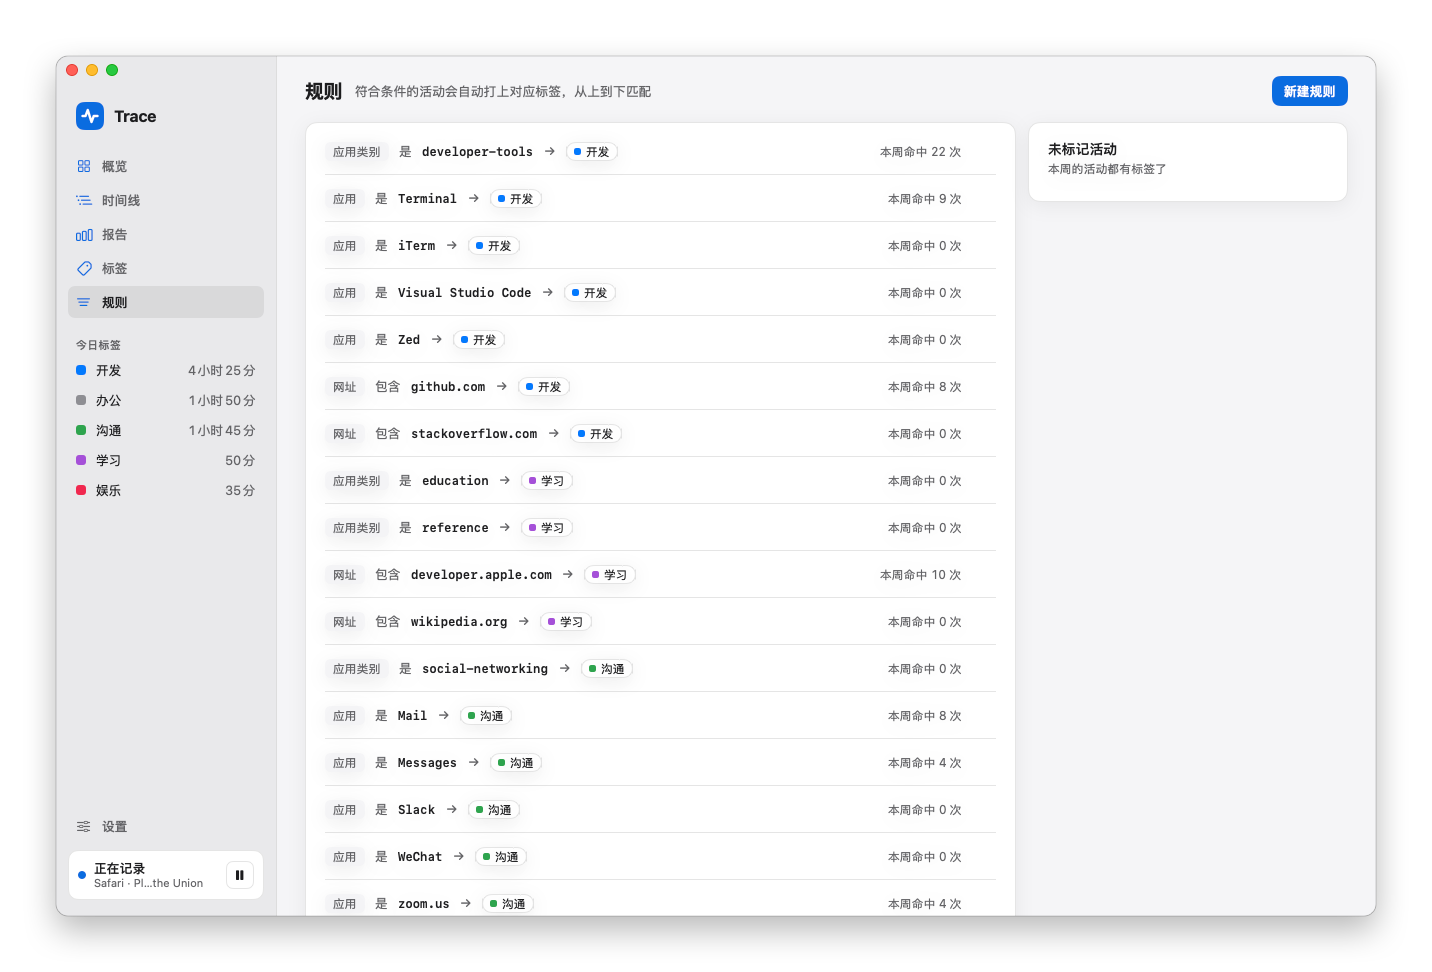 Trace
概览
时间线
报告
标签
规则
今日标签
开发 4小时25分
办公 1小时50分
沟通 1小时45分
学习 50分
娱乐 35分
设置
正在记录
Safari · Pl...the Union
规则 符合条件的活动会自动打上对应标签，从上到下匹配
新建规则
应用类别 是 developer-tools → 开发 本周命中 22 次
应用 是 Terminal → 开发 本周命中 9 次
应用 是 iTerm → 开发 本周命中 0 次
应用 是 Visual Studio Code → 开发 本周命中 0 次
应用 是 Zed → 开发 本周命中 0 次
网址 包含 github.com → 开发 本周命中 8 次
网址 包含 stackoverflow.com → 开发 本周命中 0 次
应用类别 是 education → 学习 本周命中 0 次
应用类别 是 reference → 学习 本周命中 0 次
网址 包含 developer.apple.com → 学习 本周命中 10 次
网址 包含 wikipedia.org → 学习 本周命中 0 次
应用类别 是 social-networking → 沟通 本周命中 0 次
应用 是 Mail → 沟通 本周命中 8 次
应用 是 Messages → 沟通 本周命中 4 次
应用 是 Slack → 沟通 本周命中 0 次
应用 是 WeChat → 沟通 本周命中 0 次
应用 是 zoom.us → 沟通 本周命中 4 次
未标记活动
本周的活动都有标签了